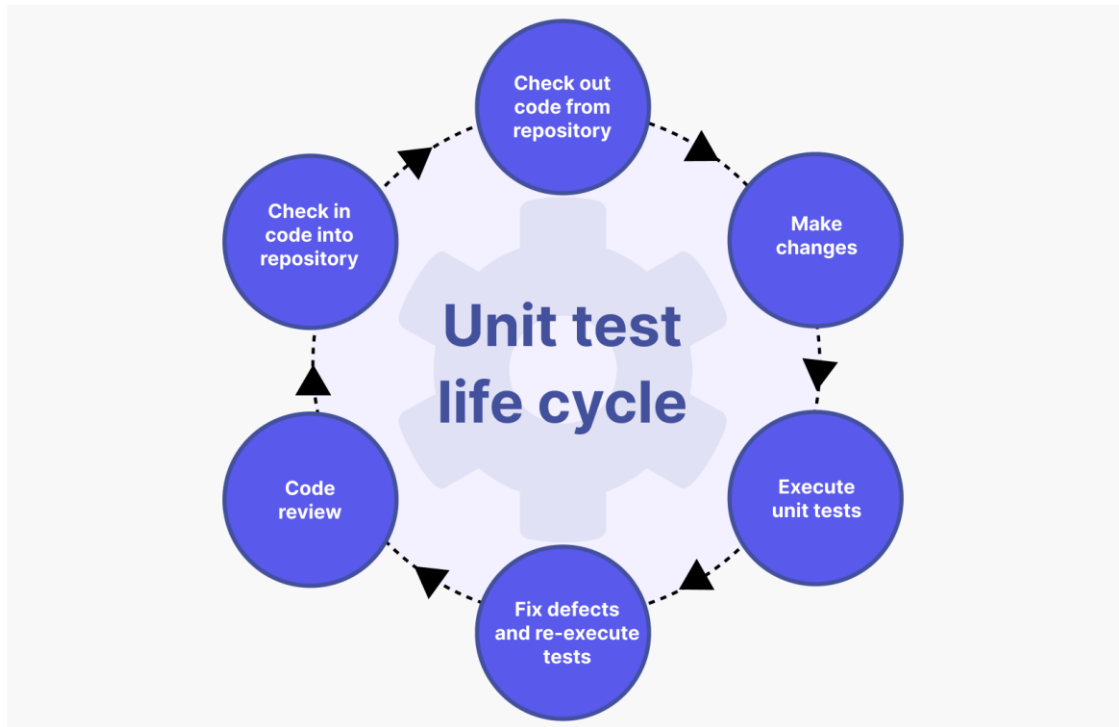 Check out
code from
repository
Make
changes
Execute
unit tests
Fix defects
and re-execute
tests
Code
review
Check in
code into
repository
Unit test
life cycle